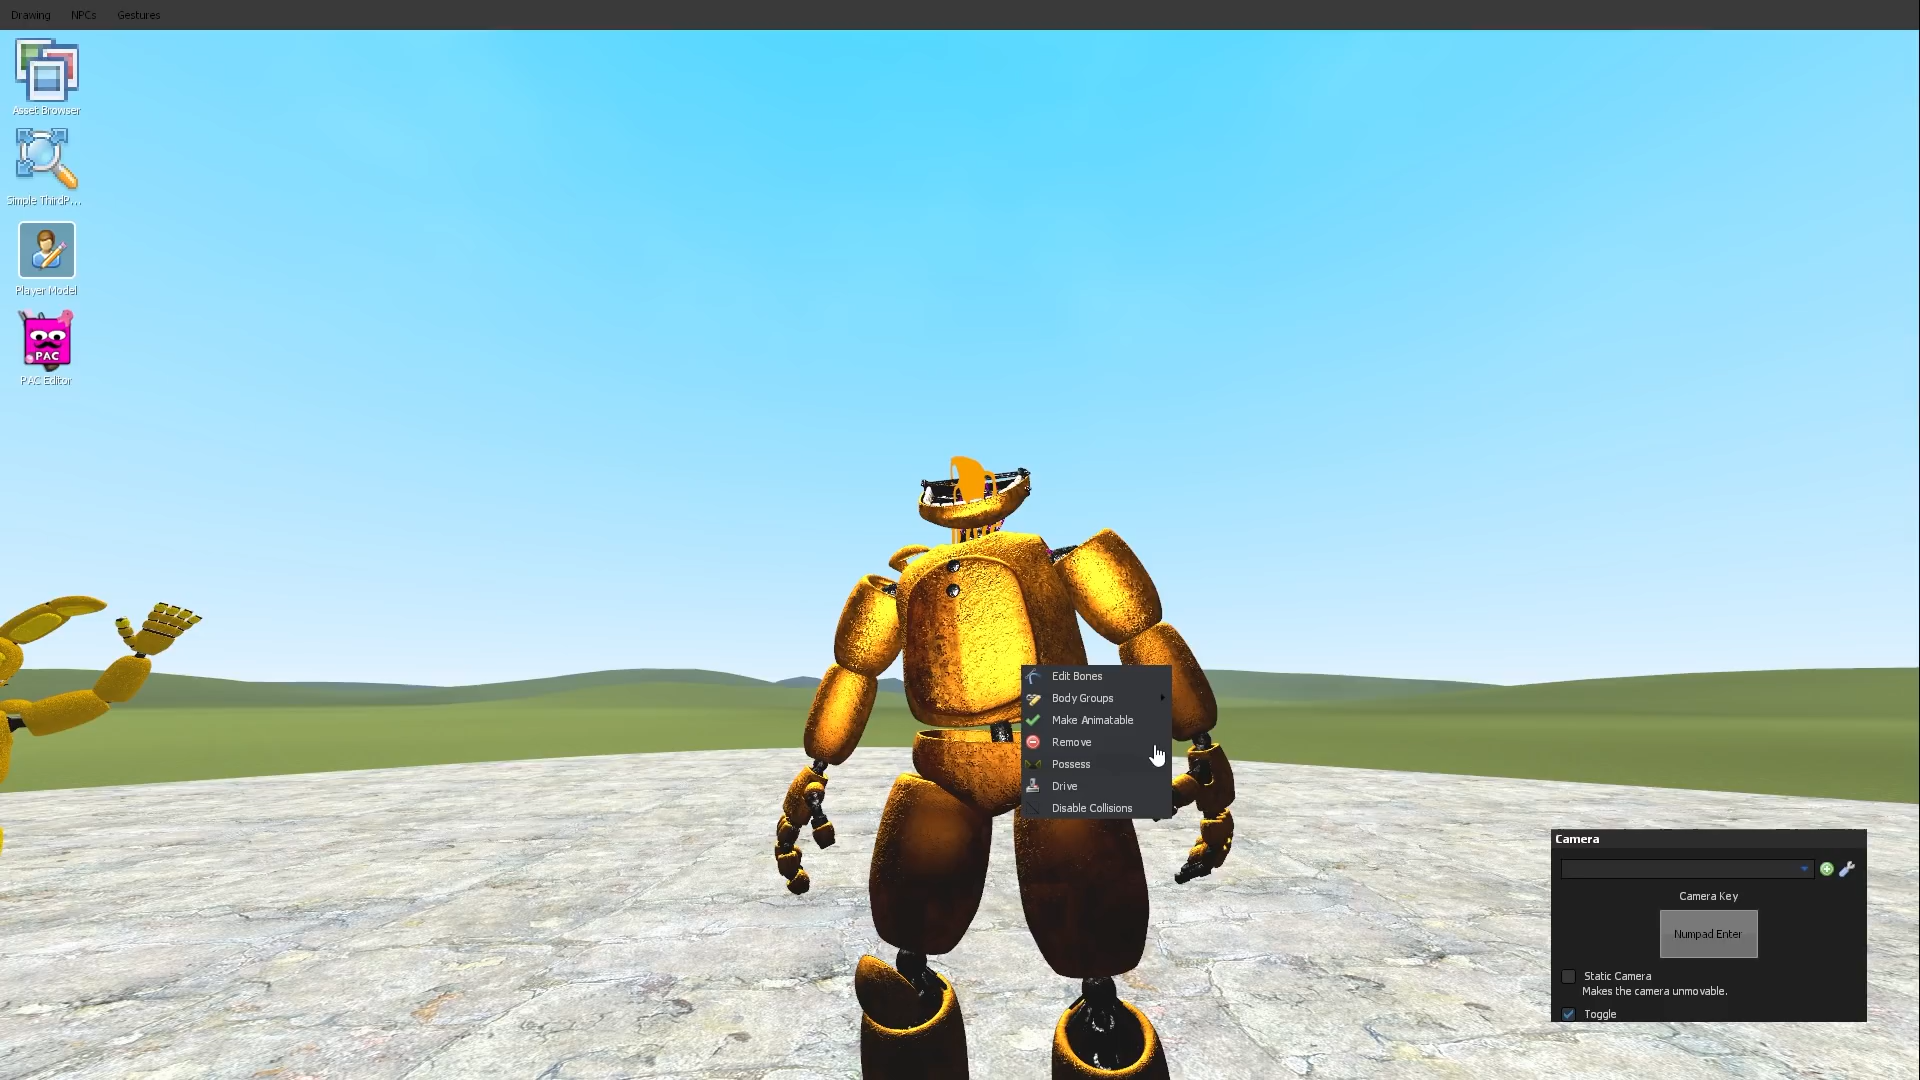 Drawing NPCs Gestures
Asset Browser
Simple ThirdP...
Player Model
PAC
PAC Editor
Edit Bones
Body Groups
Make Animatable
Remove
Possess
Drive
Disable Collisions
Camera
Camera Key
Numpad Enter
Static Camera
Makes the camera unmovable.
Toggle